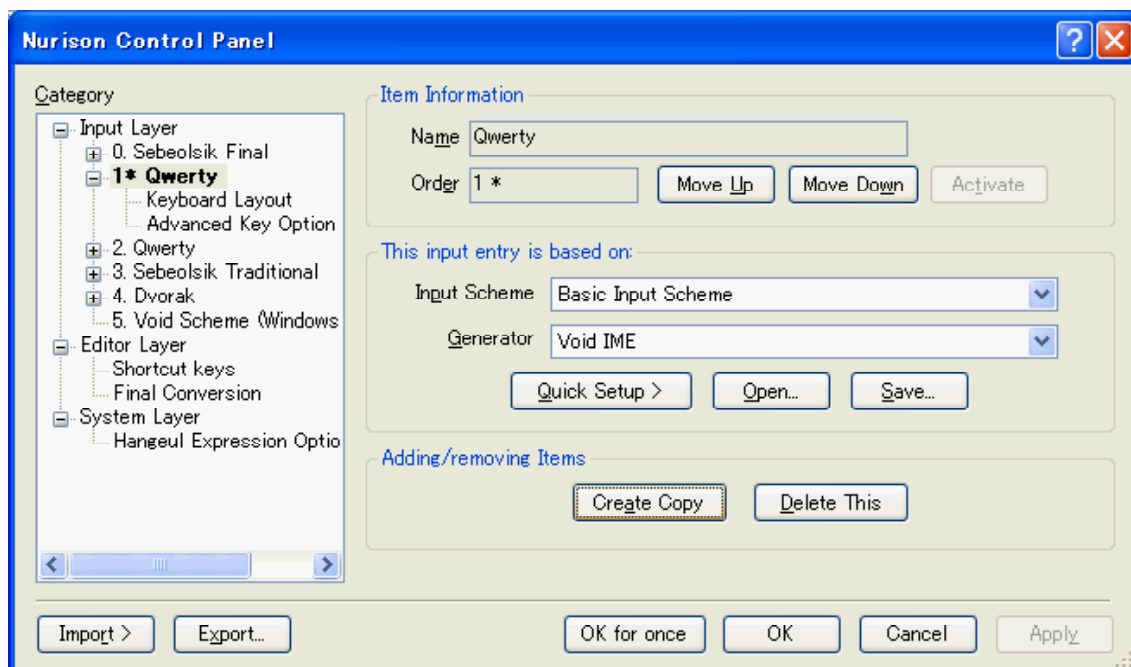 Nurison Control Panel
Category
Input Layer
0. Sebeolsik Final
1* Qwerty
Keyboard Layout
Advanced Key Option
2. Qwerty
3. Sebeolsik Traditional
4. Dvorak
5. Void Scheme (Windows
Editor Layer
Shortcut keys
Final Conversion
System Layer
Hangeul Expression Optio
Item Information
Name Qwerty
Order 1 * Move Up Move Down Activate
This input entry is based on:
Input Scheme Basic Input Scheme
Generator Void IME
Quick Setup > Open... Save...
Adding/removing Items
Create Copy Delete This
Import > Export... OK for once OK Cancel Apply